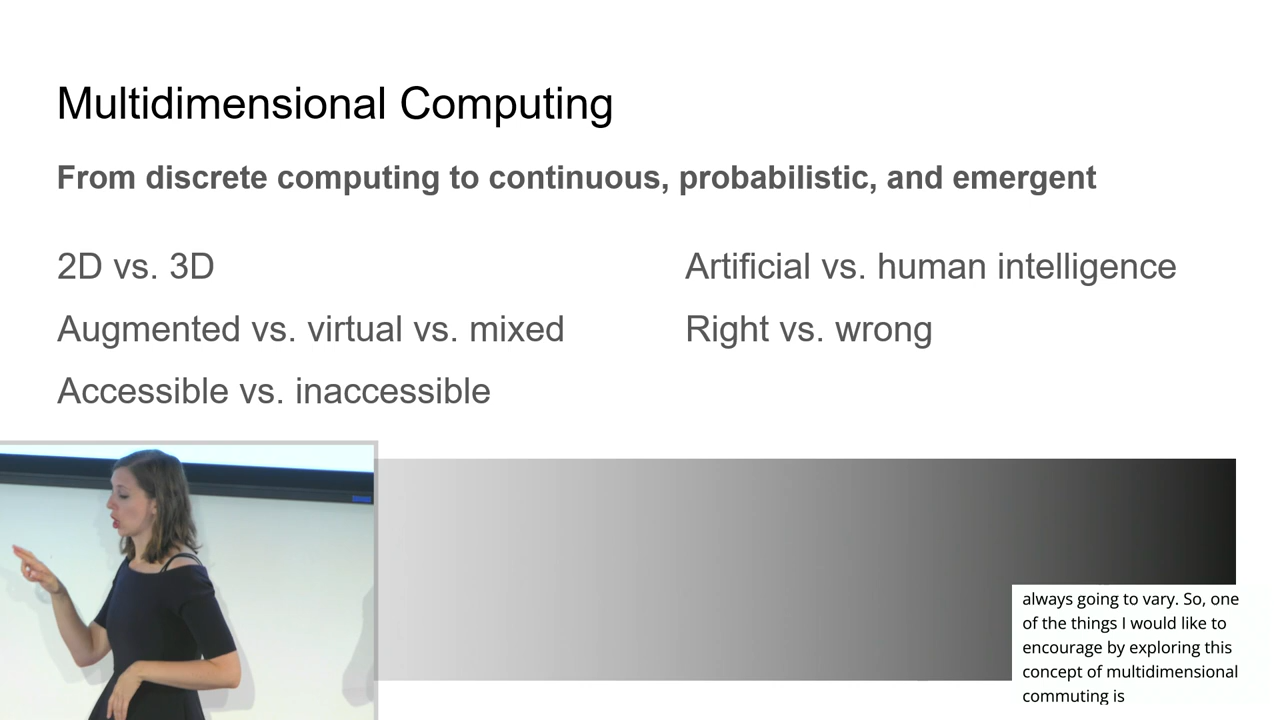 Multidimensional Computing
From discrete computing to continuous, probabilistic, and emergent
2D vs. 3D
Augmented vs. virtual vs. mixed
Accessible vs. inaccessible
Artificial vs. human intelligence
Right vs. wrong
always going to vary. So, one
of the things I would like to
encourage by exploring this
concept of multidimensional
commuting is